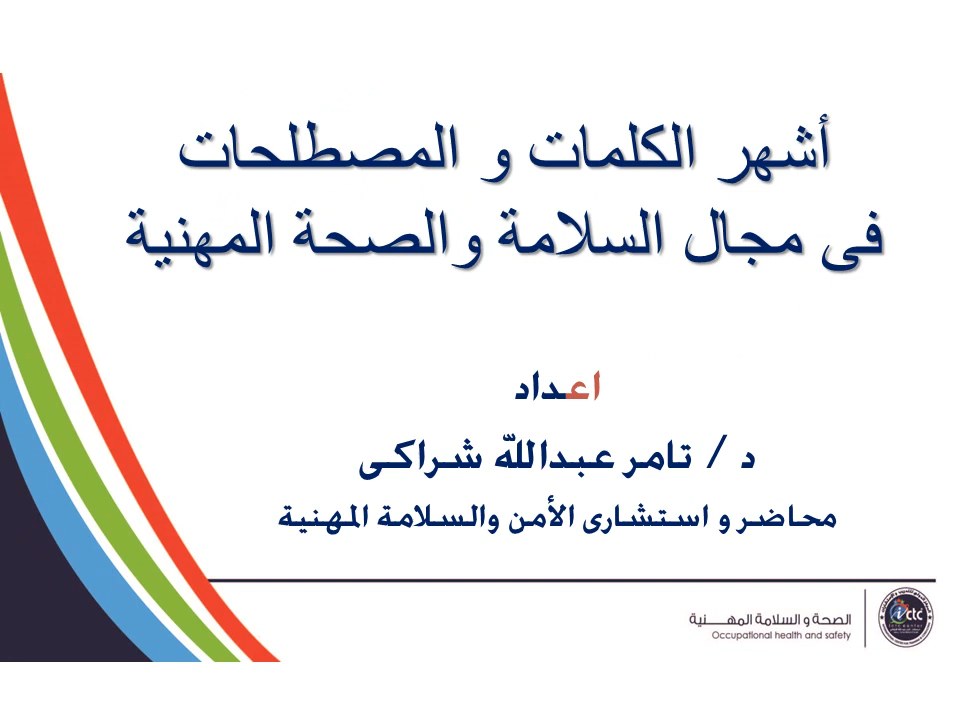 أشهر الكلمات و المصطلحات
فى مجال السلامة والصحة المهنية
اعداد
د / تامر عبدالله شراكى
محاضر و استشارى الأمن والسلامة المهنية
الصحة و السلامة المهـــنية
Occupational health and safety
ictc